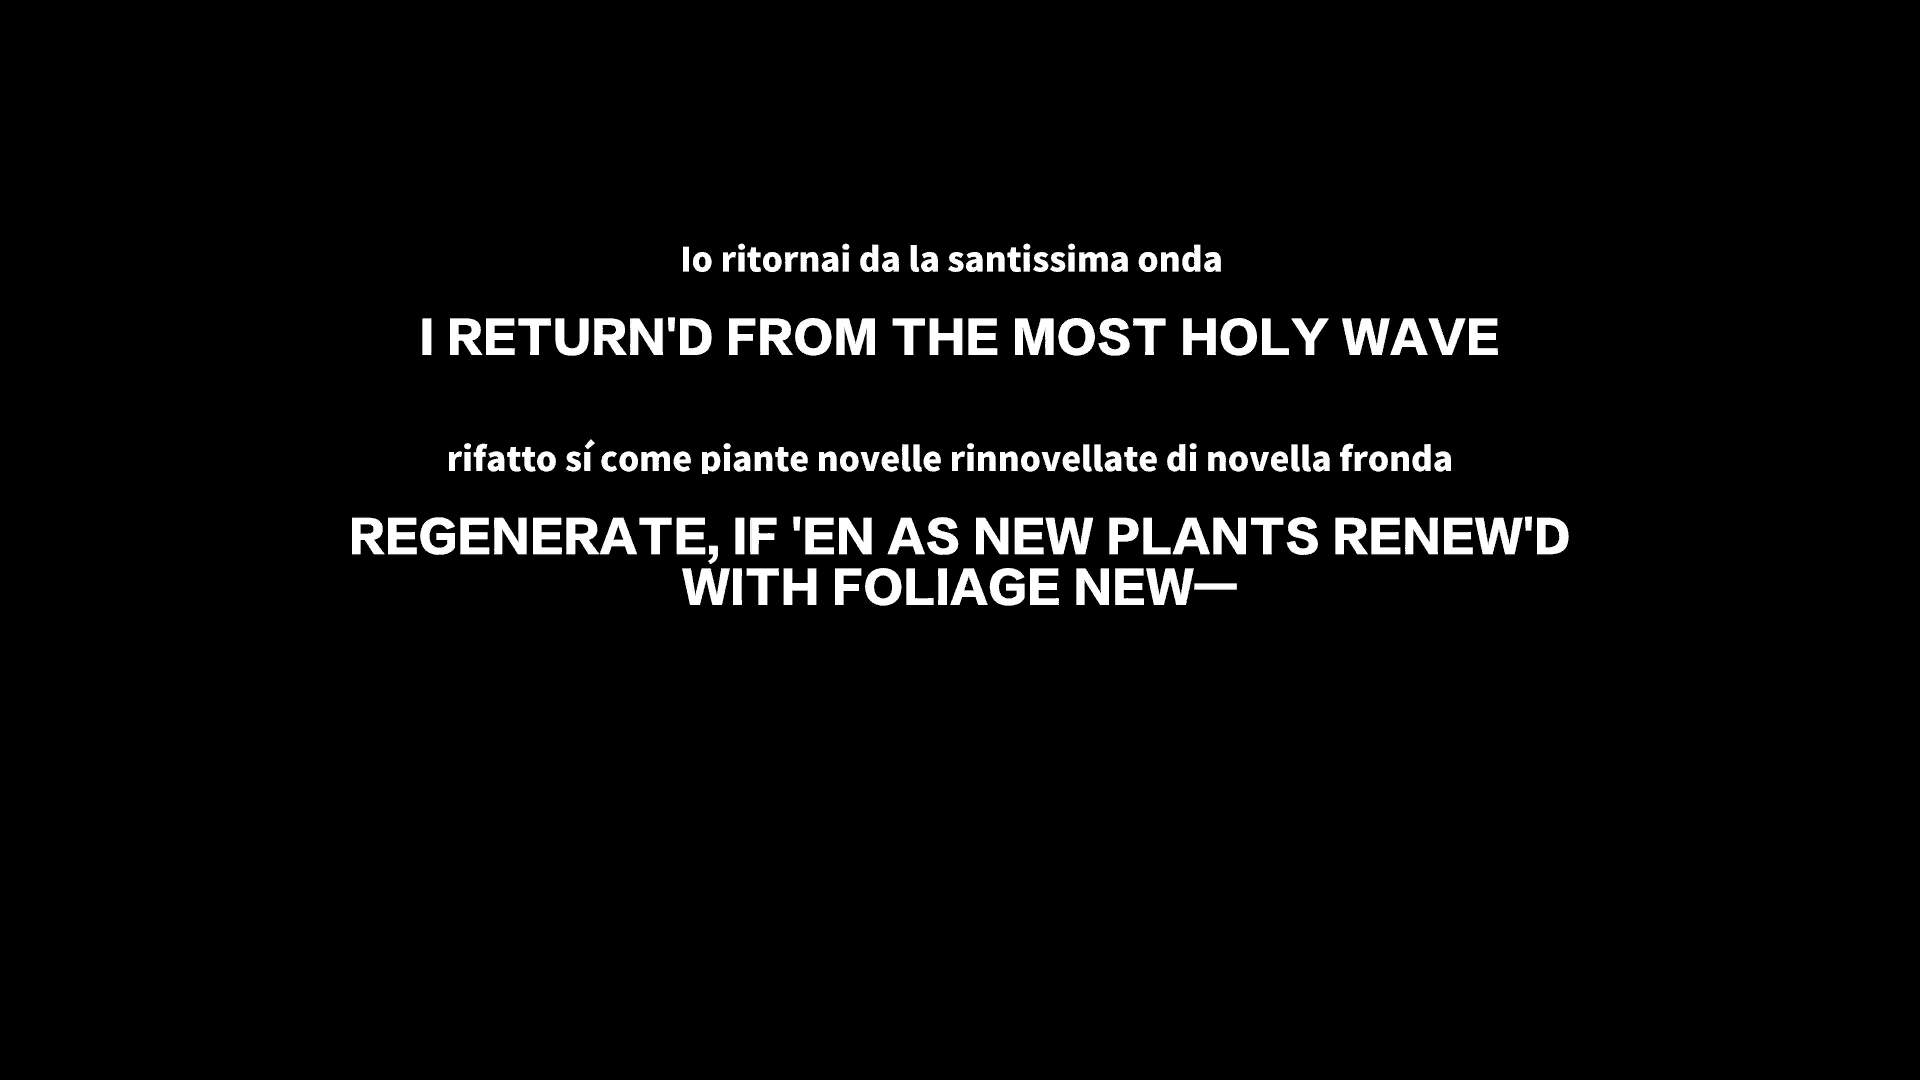 Io ritornai da la santissima onda
I RETURN'D FROM THE MOST HOLY WAVE
rifatto sí come piante novelle rinnovellate di novella fronda
REGENERATE, IF 'EN AS NEW PLANTS RENEW'D
WITH FOLIAGE NEW—